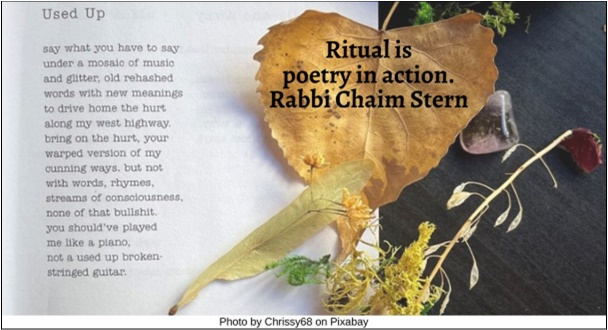 Used Up
say what you have to say
under a mosaic of music
and glitter, old rehashed
words with new meanings
to drive home the hurt
along my west highway.
bring on the hurt, your
warped version of my
cunning ways. but not
with words, rhymes,
streams of consciousness,
none of that bullshit.
you should've played
me like a piano,
not a used up broken-
stringed guitar.
Ritual is
poetry in action.
Rabbi Chaim Stern
Photo by Chrissy68 on Pixabay